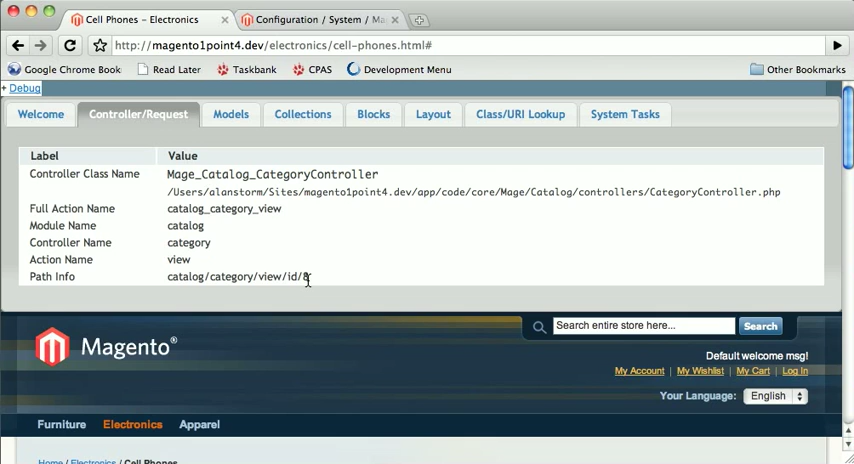 Cell Phones – Electronics
Configuration / System / Ma
http://magento1point4.dev/electronics/cell-phones.html#
Google Chrome Book
Read Later
Taskbank
CPAS
Development Menu
Other Bookmarks
+ Debug
Welcome
Controller/Request
Models
Collections
Blocks
Layout
Class/URI Lookup
System Tasks
Label Value
Controller Class Name Mage_Catalog_CategoryController
/Users/alanstorm/Sites/magento1point4.dev/app/code/core/Mage/Catalog/controllers/CategoryController.php
Full Action Name catalog_category_view
Module Name catalog
Controller Name category
Action Name view
Path Info catalog/category/view/id/8
Magento®
Search entire store here...
Search
Default welcome msg!
My Account | My Wishlist | My Cart | Log In
Your Language: English
Furniture Electronics Apparel
Home / Electronics / Cell Phones